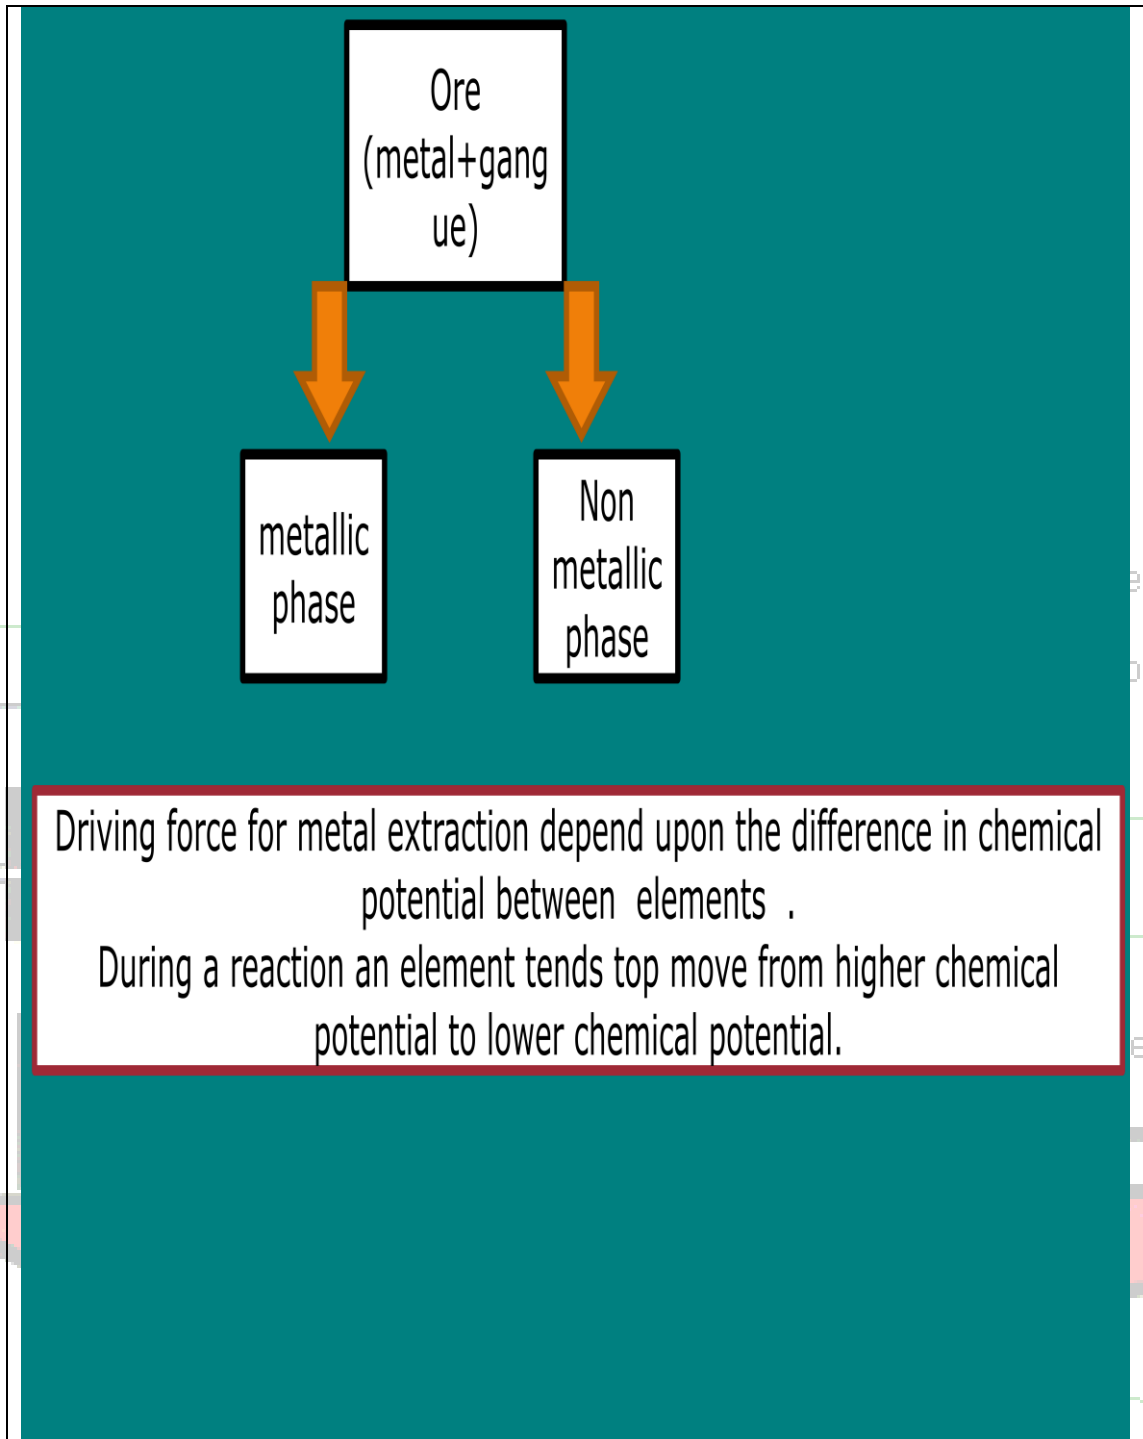 Ore
(metal+gang
ue)
metallic
phase
Non
metallic
phase
Driving force for metal extraction depend upon the difference in chemical
potential between elements .
During a reaction an element tends top move from higher chemical
potential to lower chemical potential.